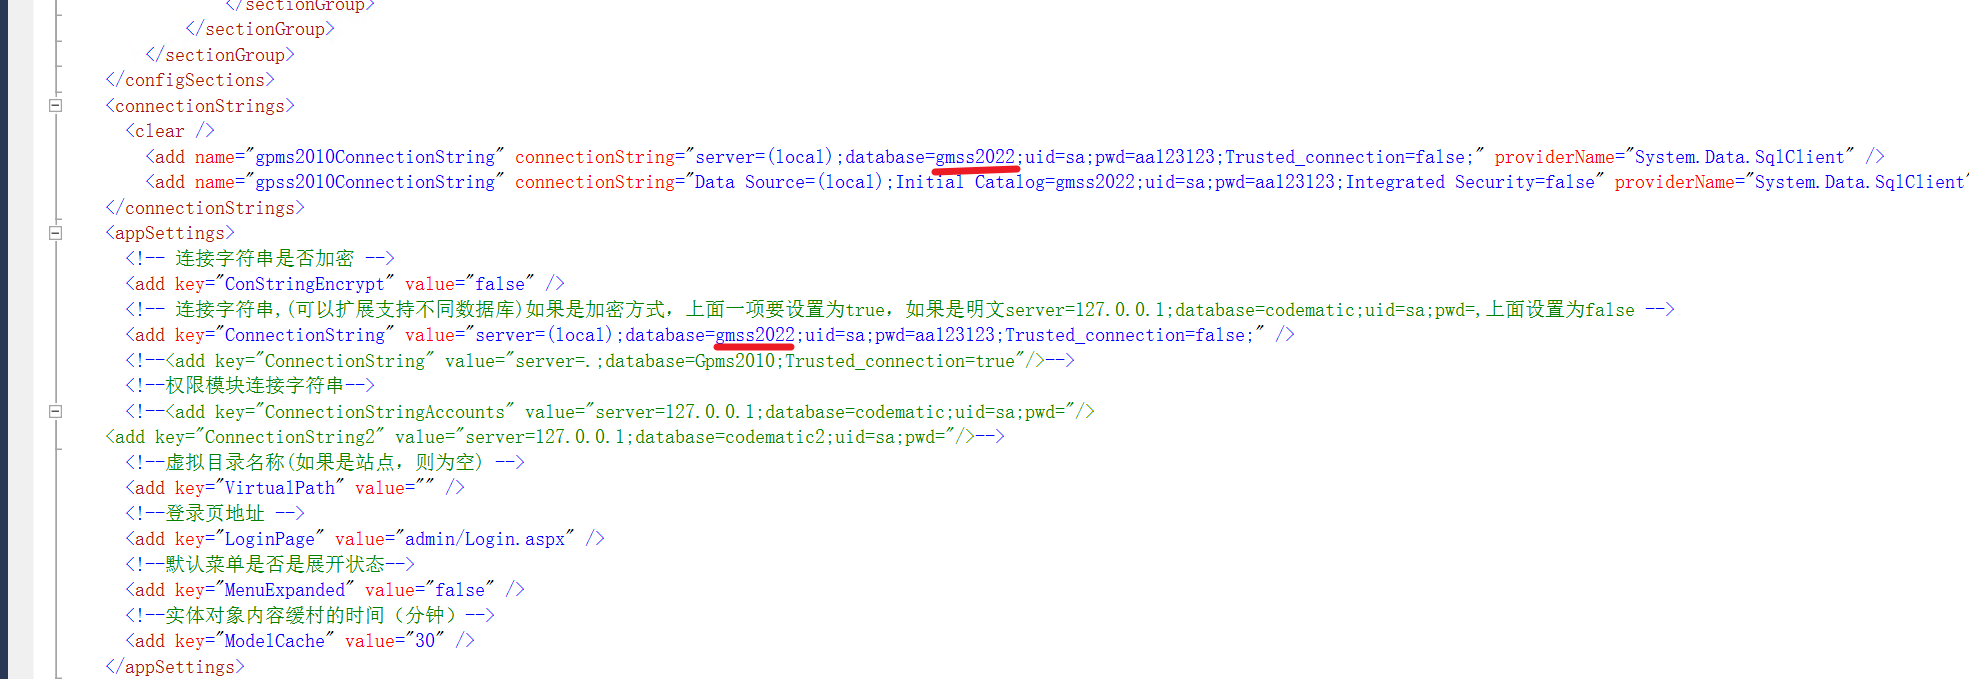 </sectionGroup>
</sectionGroup>
</sectionGroup>
</configSections>
<connectionStrings>
<clear />
<add name="gpms2010ConnectionString" connectionString="server=(local);database=gmss2022;uid=sa;pwd=aa123123;Trusted_connection=false;" providerName="System.Data.SqlClient" />
<add name="gpss2010ConnectionString" connectionString="Data Source=(local);Initial Catalog=gmss2022;uid=sa;pwd=aa123123;Integrated Security=false" providerName="System.Data.SqlClient"
</connectionStrings>
<appSettings>
<!-- 连接字符串是否加密 -->
<add key="ConStringEncrypt" value="false" />
<!-- 连接字符串,(可以扩展支持不同数据库)如果是加密方式，上面一项要设置为true，如果是明文server=127.0.0.1;database=codematic;uid=sa;pwd=,上面设置为false -->
<add key="ConnectionString" value="server=(local);database=gmss2022;uid=sa;pwd=aa123123;Trusted_connection=false;" />
<!--<add key="ConnectionString" value="server=.;database=Gpms2010;Trusted_connection=true"/>-->
<!--权限模块连接字符串-->
<!--<add key="ConnectionStringAccounts" value="server=127.0.0.1;database=codematic;uid=sa;pwd="/>
<add key="ConnectionString2" value="server=127.0.0.1;database=codematic2;uid=sa;pwd="/>-->
<!--虚拟目录名称(如果是站点，则为空) -->
<add key="VirtualPath" value="" />
<!--登录页地址 -->
<add key="LoginPage" value="admin/Login.aspx" />
<!--默认菜单是否是展开状态-->
<add key="MenuExpanded" value="false" />
<!--实体对象内容缓村的时间（分钟）-->
<add key="ModelCache" value="30" />
</appSettings>